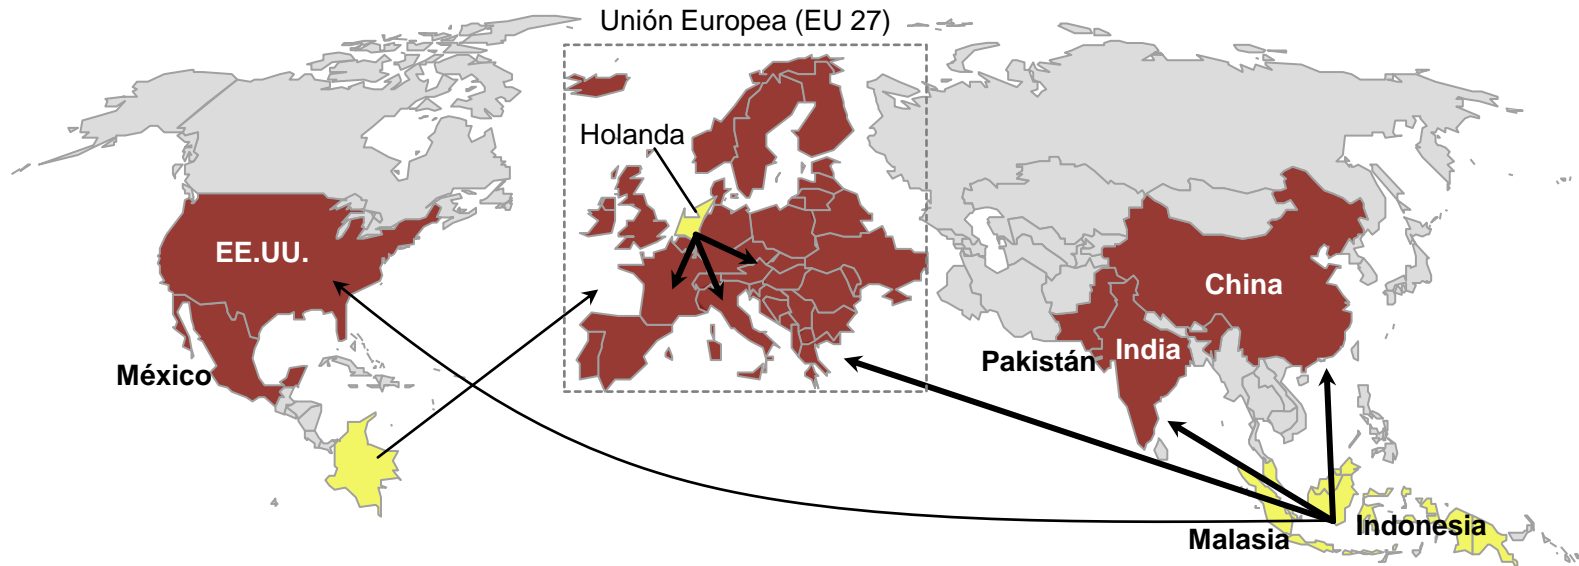 Unión Europea (EU 27)
Holanda
EE.UU.
China
México
Pakistán
India
Malasia
Indonesia